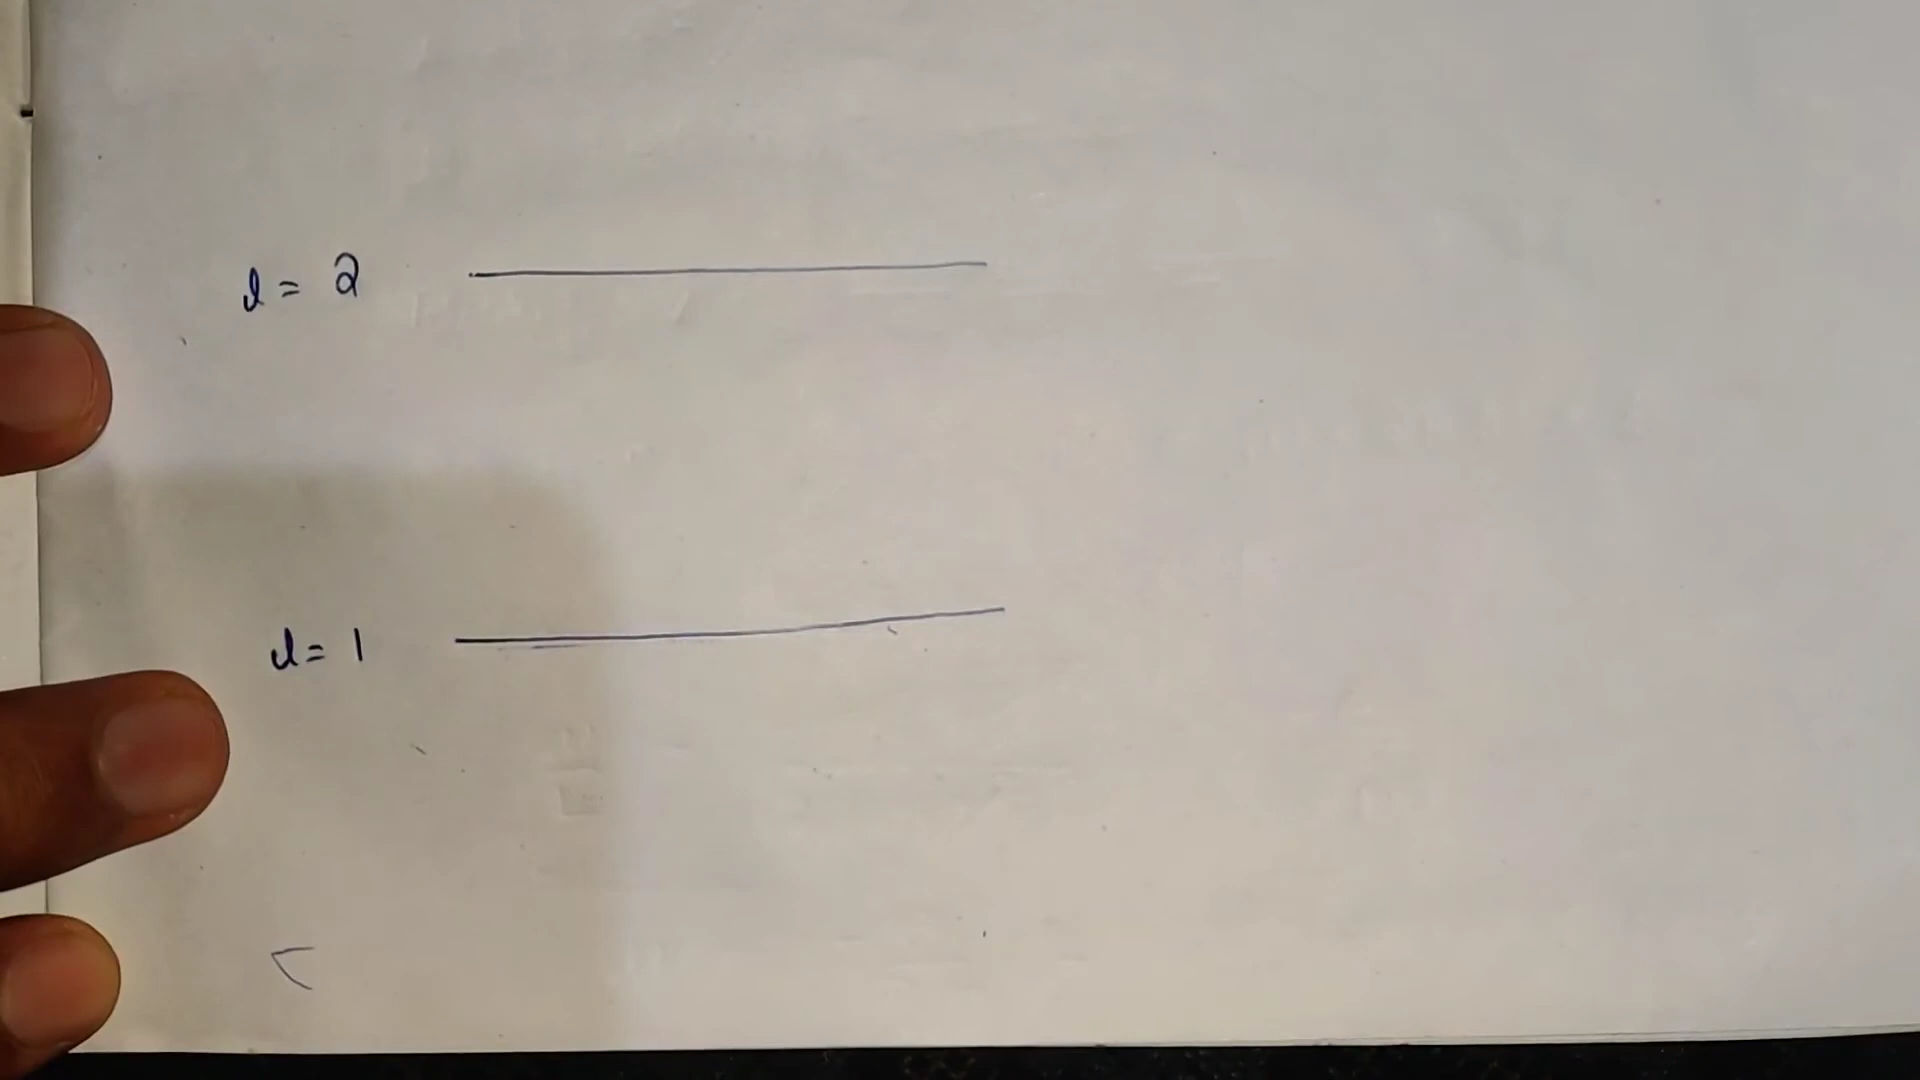 l = 2
l = 1